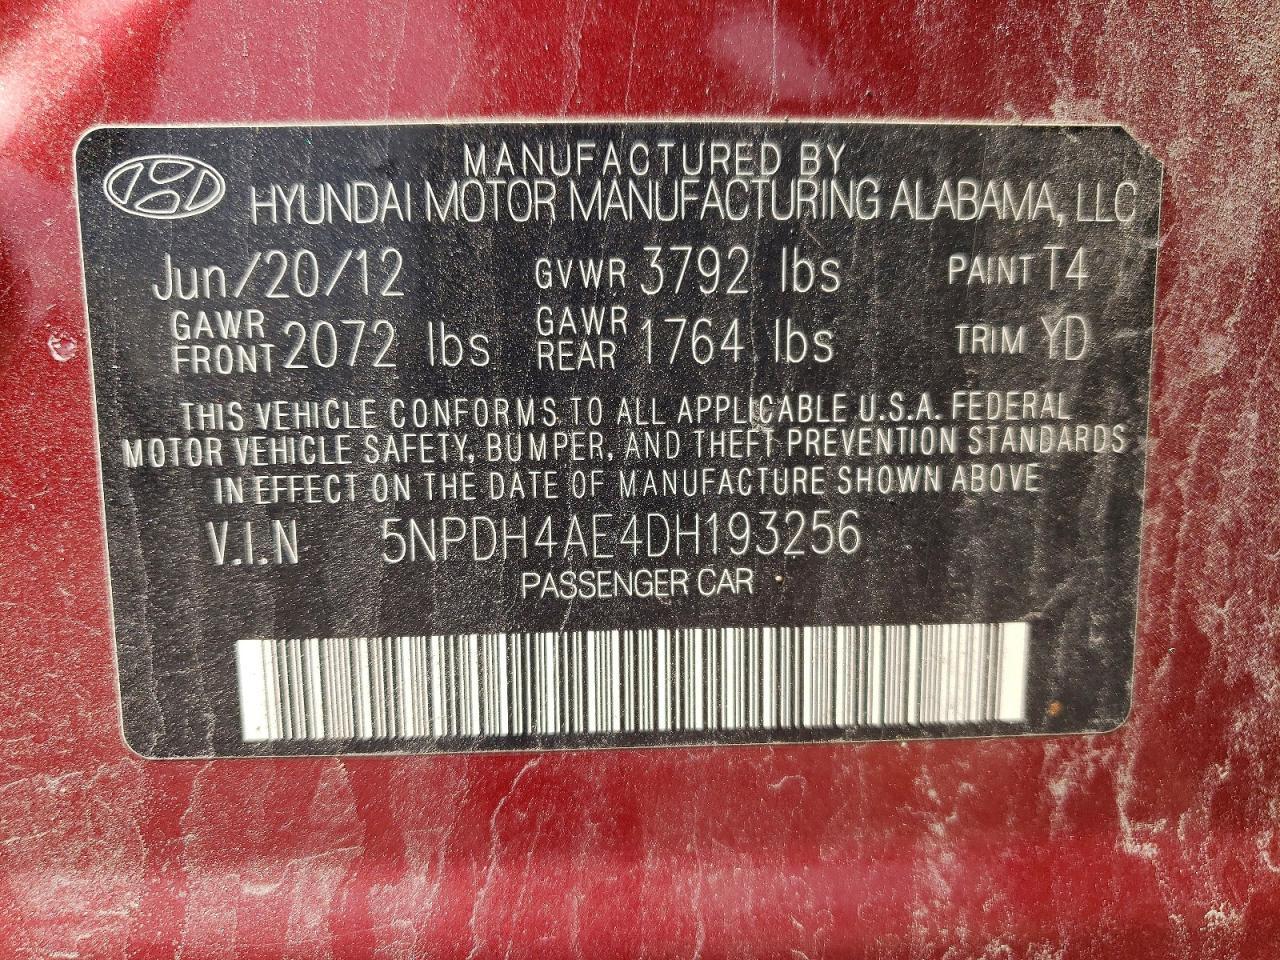 MANUFACTURED BY
HYUNDAI MOTOR MANUFACTURING ALABAMA, LLC
Jun/20/12 GVWR 3792 lbs PAINT T4
GAWR FRONT 2072 lbs GAWR REAR 1764 lbs TRIM YD
THIS VEHICLE CONFORMS TO ALL APPLICABLE U.S.A. FEDERAL
MOTOR VEHICLE SAFETY, BUMPER, AND THEFT PREVENTION STANDARDS
IN EFFECT ON THE DATE OF MANUFACTURE SHOWN ABOVE
V.I.N 5NPDH4AE4DH193256
PASSENGER CAR